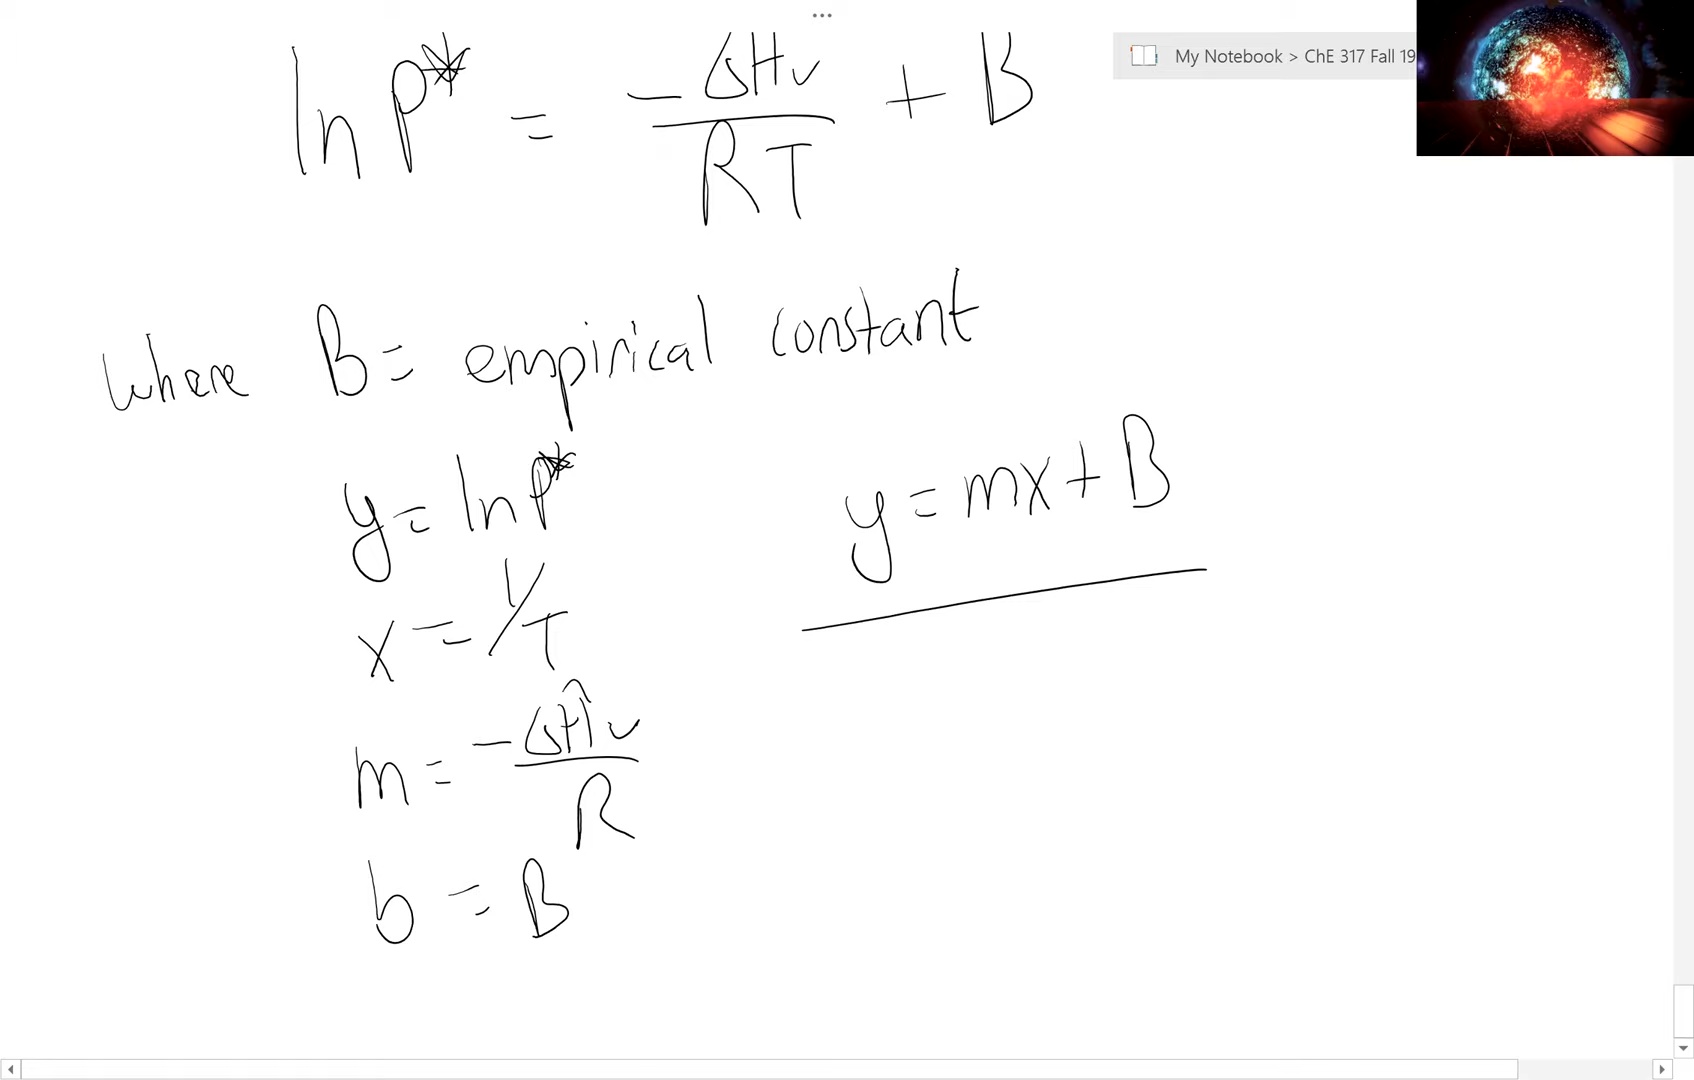 My Notebook > ChE 317 Fall 19
ln P* = -ΔHv / RT + B
where B = empirical constant
y = ln P*
y = mx + B
x = 1/T
m = -ΔĤv / R
b = B